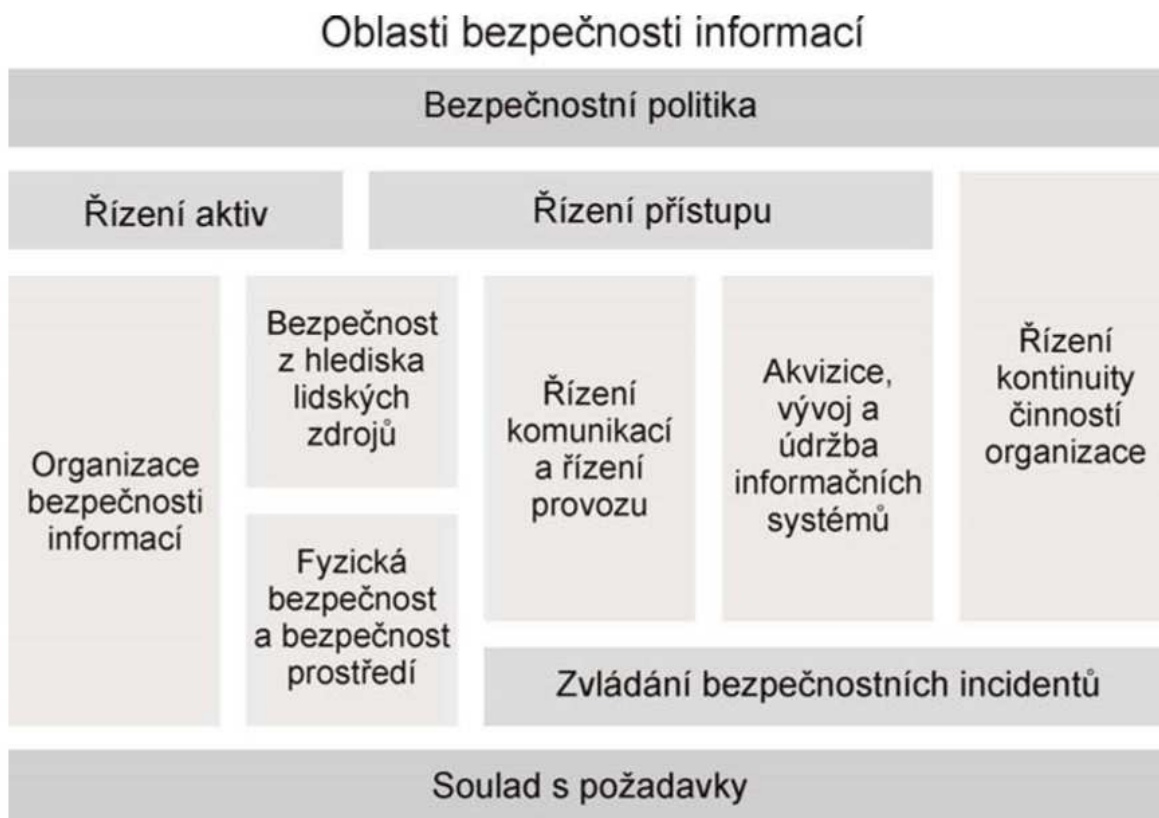 Oblasti bezpečnosti informací
Bezpečnostní politika
Řízení aktiv
Řízení přístupu
Organizace
bezpečnosti
informací
Bezpečnost
z hlediska
lidských
zdrojů
Fyzická
bezpečnost
a bezpečnost
prostředí
Řízení
komunikací
a řízení
provozu
Akvizice,
vývoj a
údržba
informačních
systémů
Řízení
kontinuity
činností
organizace
Zvládání bezpečnostních incidentů
Soulad s požadavky